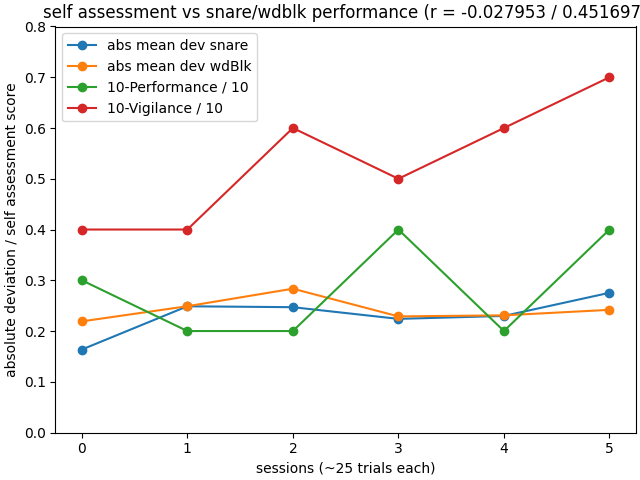 self assessment vs snare/wdblk performance (r = -0.027953 / 0.451697
abs mean dev snare
abs mean dev wdBlk
10-Performance / 10
10-Vigilance / 10
absolute deviation / self assessment score
0.8
0.7
0.6
0.5
0.4
0.3
0.2
0.1
0.0
0 1 2 3 4 5
sessions (~25 trials each)